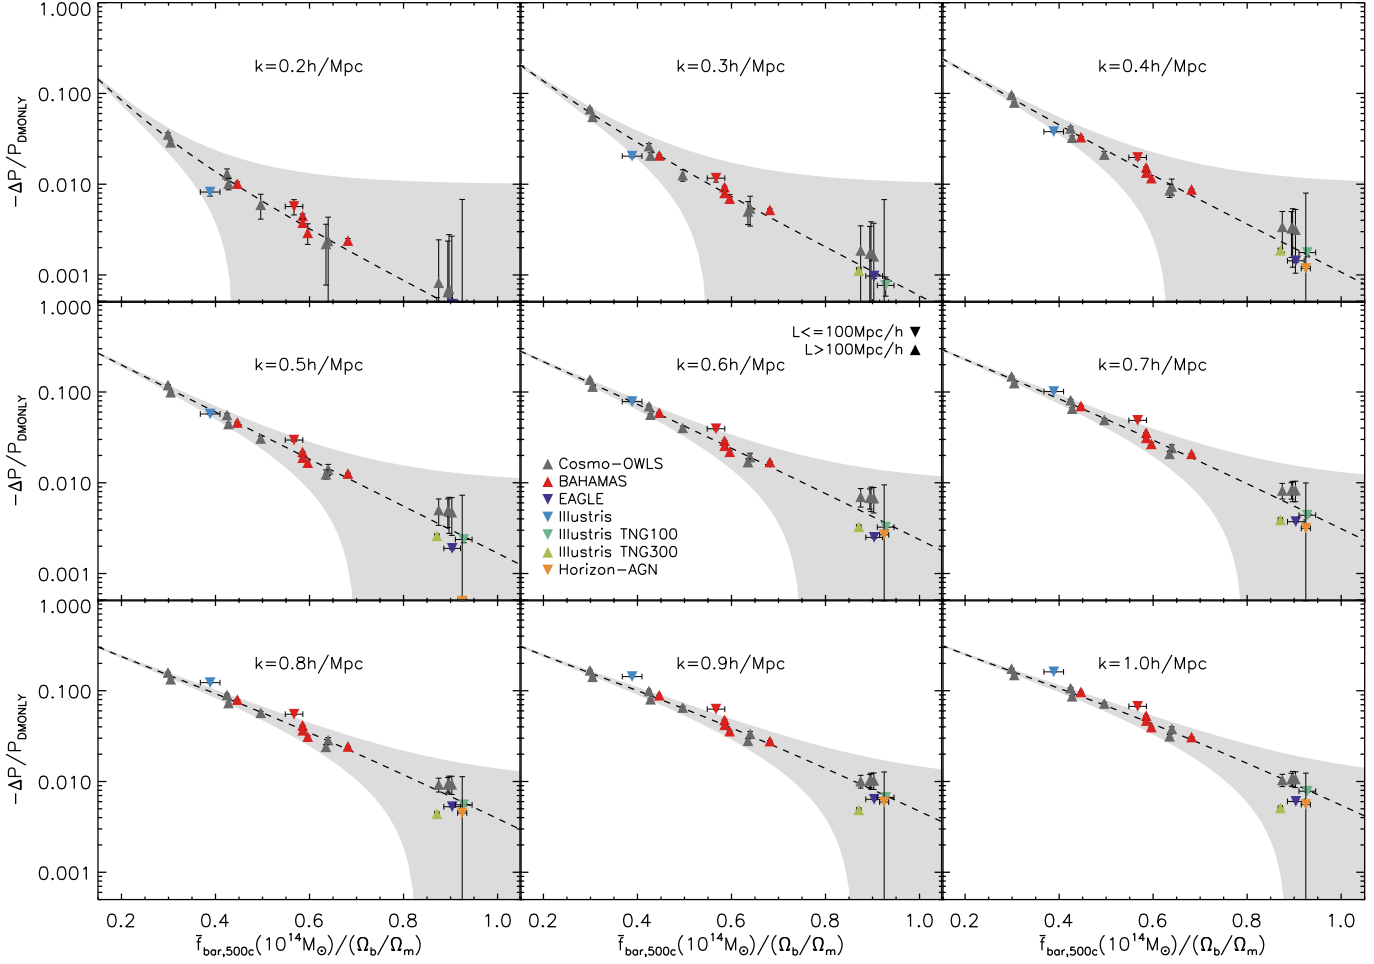 1.000
k=0.2h/Mpc
k=0.3h/Mpc
k=0.4h/Mpc
0.100
0.010
0.001
−ΔP/P_DMONLY
1.000
L<=100Mpc/h ▼
L>100Mpc/h ▲
k=0.5h/Mpc
k=0.6h/Mpc
k=0.7h/Mpc
0.100
0.010
0.001
−ΔP/P_DMONLY
Cosmo−OWLS
BAHAMAS
EAGLE
Illustris
Illustris TNG100
Illustris TNG300
Horizon−AGN
1.000
k=0.8h/Mpc
k=0.9h/Mpc
k=1.0h/Mpc
0.100
0.010
0.001
−ΔP/P_DMONLY
0.2 0.4 0.6 0.8 1.0
0.2 0.4 0.6 0.8 1.0
0.2 0.4 0.6 0.8 1.0
f̄_bar,500c(10^14M_⊙)/(Ω_b/Ω_m)
f̄_bar,500c(10^14M_⊙)/(Ω_b/Ω_m)
f̄_bar,500c(10^14M_⊙)/(Ω_b/Ω_m)